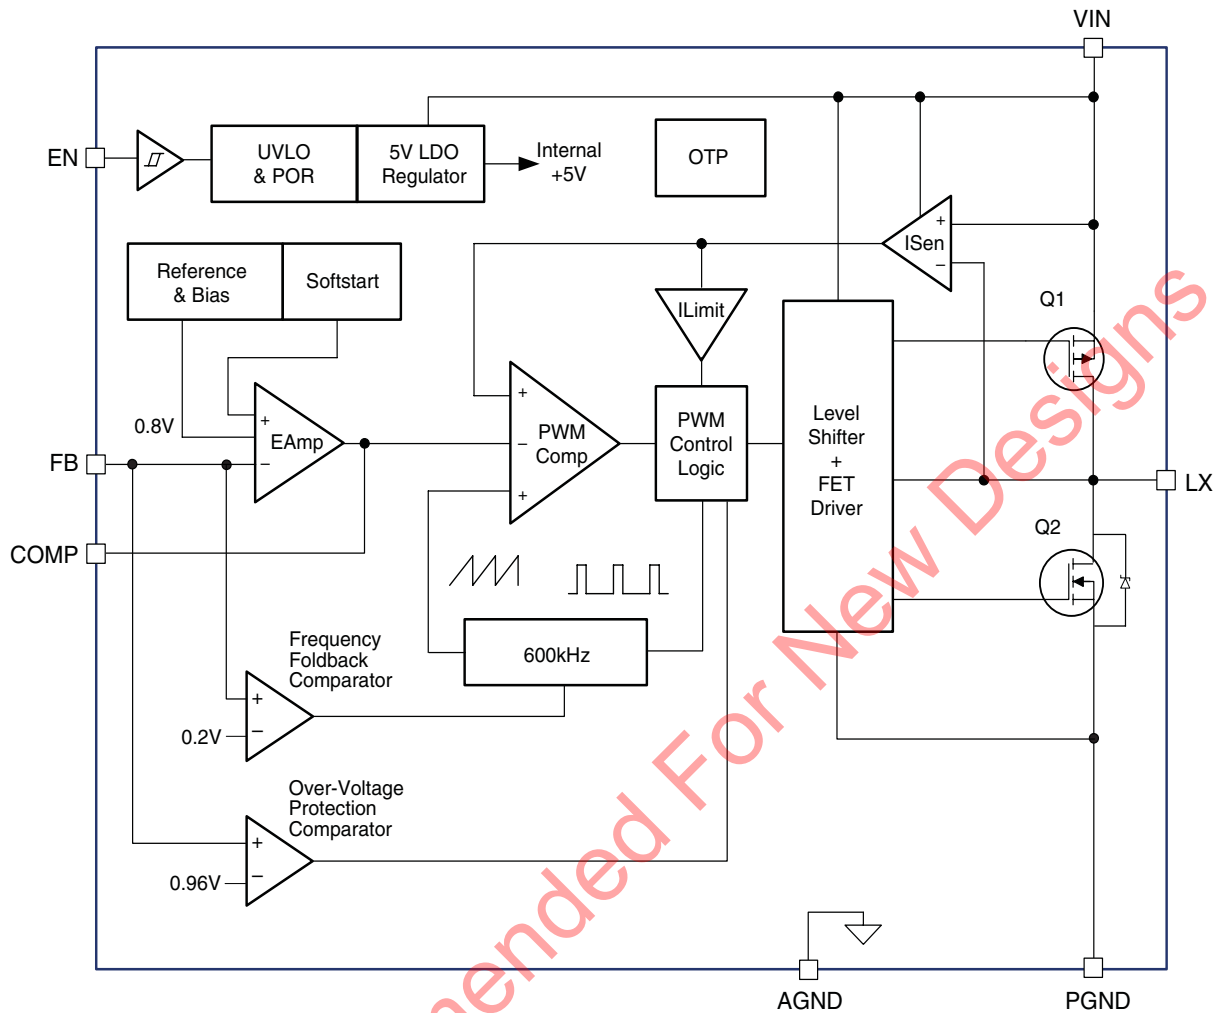 VIN
EN
UVLO
& POR
5V LDO
Regulator
Internal
+5V
OTP
+
ISen
−
Reference
& Bias
Softstart
ILimit
Q1
+
0.8V
EAmp
−
FB
+
−
PWM
Comp
+
PWM
Control
Logic
Level
Shifter
+
FET
Driver
LX
Q2
COMP
600kHz
Frequency
Foldback
Comparator
+
0.2V
−
Over-Voltage
Protection
Comparator
+
0.96V
−
AGND
PGND
mended For New Designs